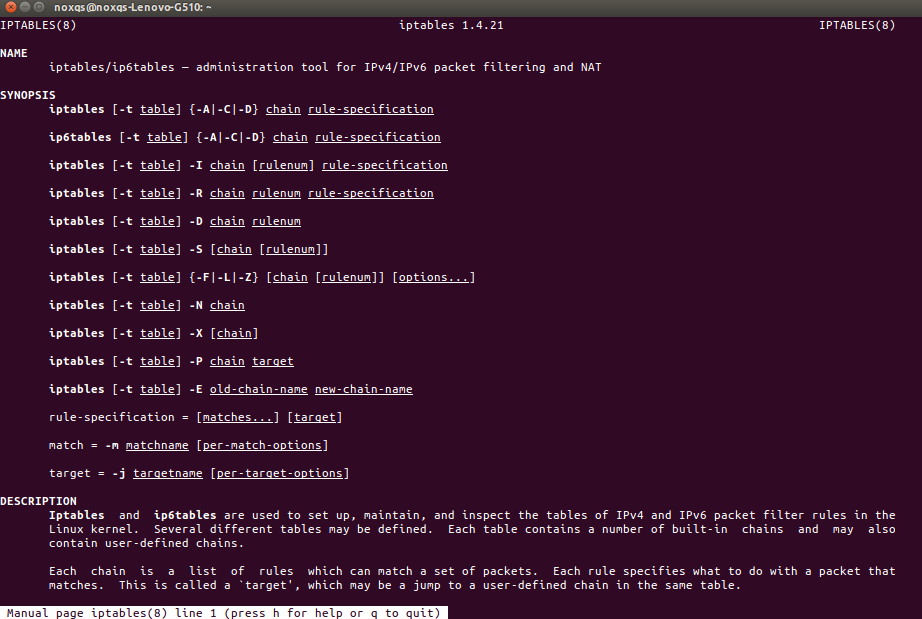 noxqs@noxqs-Lenovo-G510: ~
IPTABLES(8) iptables 1.4.21 IPTABLES(8)
NAME
iptables/ip6tables — administration tool for IPv4/IPv6 packet filtering and NAT
SYNOPSIS
iptables [-t table] {-A|-C|-D} chain rule-specification
ip6tables [-t table] {-A|-C|-D} chain rule-specification
iptables [-t table] -I chain [rulenum] rule-specification
iptables [-t table] -R chain rulenum rule-specification
iptables [-t table] -D chain rulenum
iptables [-t table] -S [chain [rulenum]]
iptables [-t table] {-F|-L|-Z} [chain [rulenum]] [options...]
iptables [-t table] -N chain
iptables [-t table] -X [chain]
iptables [-t table] -P chain target
iptables [-t table] -E old-chain-name new-chain-name
rule-specification = [matches...] [target]
match = -m matchname [per-match-options]
target = -j targetname [per-target-options]
DESCRIPTION
Iptables and ip6tables are used to set up, maintain, and inspect the tables of IPv4 and IPv6 packet filter rules in the
Linux kernel. Several different tables may be defined. Each table contains a number of built-in chains and may also
contain user-defined chains.
Each chain is a list of rules which can match a set of packets. Each rule specifies what to do with a packet that
matches. This is called a `target', which may be a jump to a user-defined chain in the same table.
Manual page iptables(8) line 1 (press h for help or q to quit)